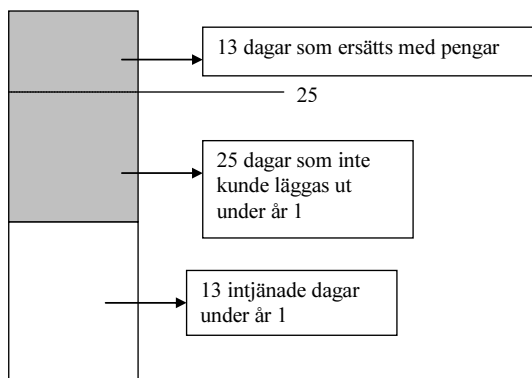 13 dagar som ersätts med pengar
25
25 dagar som inte
kunde läggas ut
under år 1
13 intjänade dagar
under år 1